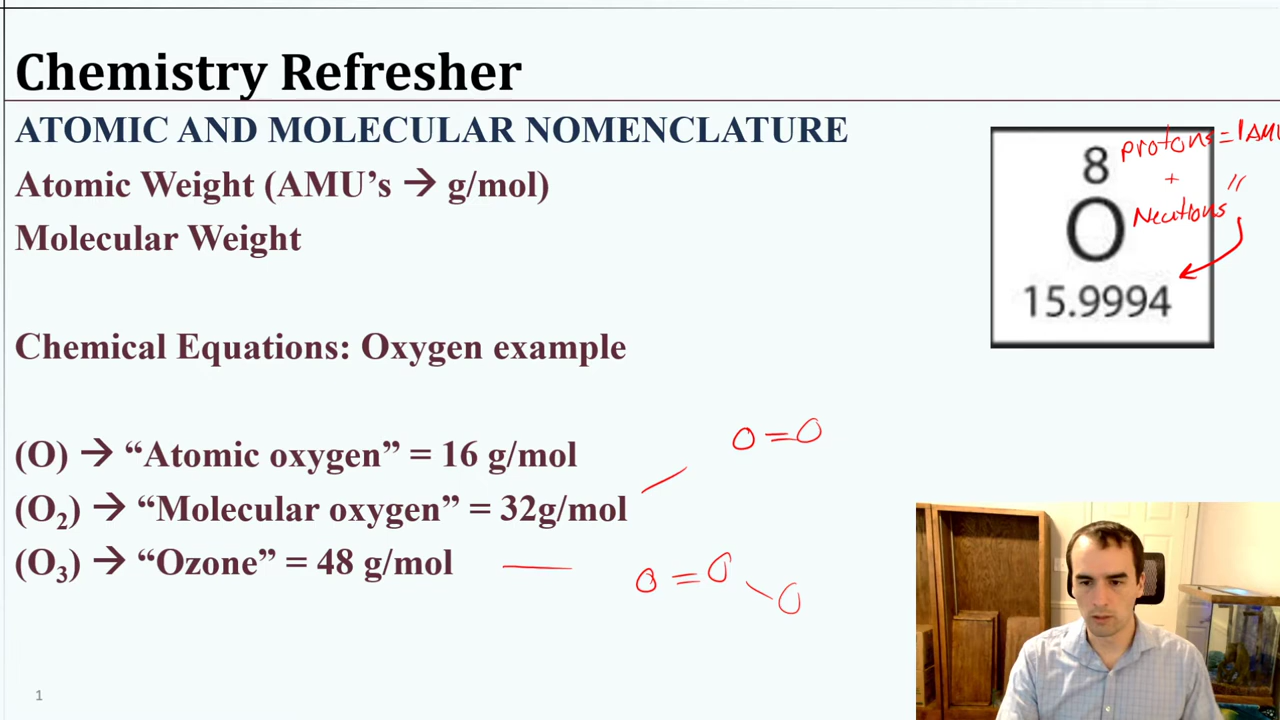 Chemistry Refresher
ATOMIC AND MOLECULAR NOMENCLATURE
Atomic Weight (AMU’s → g/mol)
Molecular Weight
Chemical Equations: Oxygen example
(O) → “Atomic oxygen” = 16 g/mol
(O₂) → “Molecular oxygen” = 32g/mol
(O₃) → “Ozone” = 48 g/mol
O=O
O=O-O
8
O
15.9994
protons = 1AMU
+ "
Neutrons
1